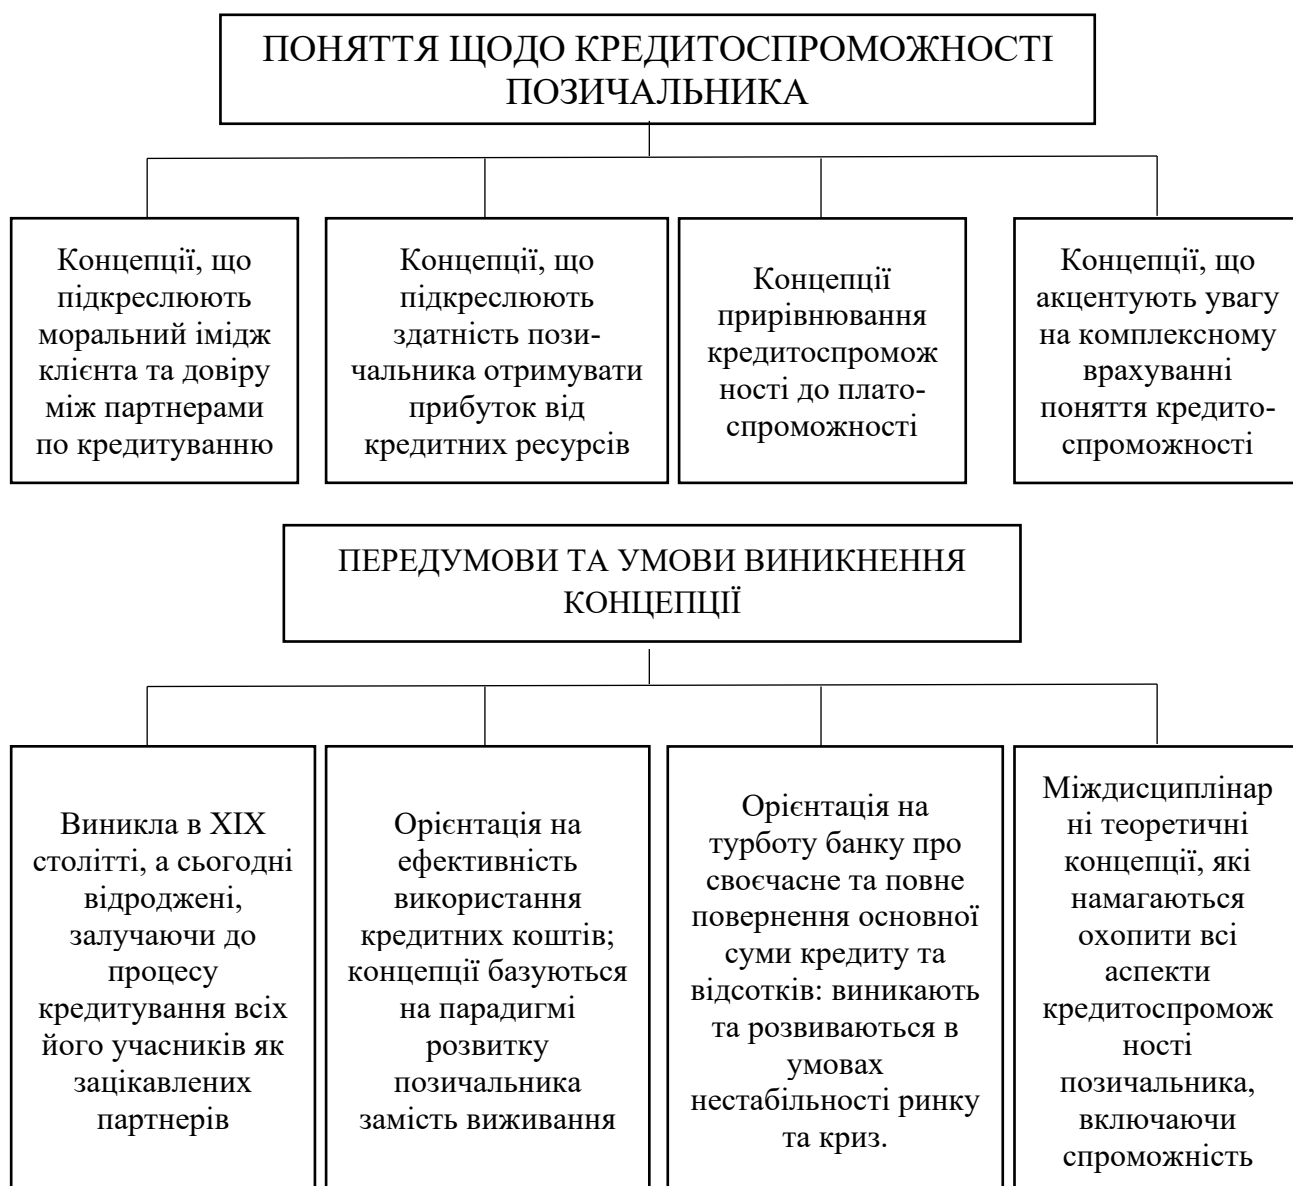 ПОНЯТТЯ ЩОДО КРЕДИТОСПРОМОЖНОСТІ
ПОЗИЧАЛЬНИКА
Концепції, що
підкреслюють
моральний імідж
клієнта та довіру
між партнерами
по кредитуванню
Концепції, що
підкреслюють
здатність пози-
чальника отримувати
прибуток від
кредитних ресурсів
Концепції
прирівнювання
кредитоспромож
ності до плато-
спроможності
Концепції, що
акцентують увагу
на комплексному
врахуванні
поняття кредито-
спроможності
ПЕРЕДУМОВИ ТА УМОВИ ВИНИКНЕННЯ
КОНЦЕПЦІЇ
Виникла в XIX
столітті, а сьогодні
відроджені,
залучаючи до
процесу
кредитування всіх
його учасників як
зацікавлених
партнерів
Орієнтація на
ефективність
використання
кредитних коштів;
концепції базуються
на парадигмі
розвитку
позичальника
замість виживання
Орієнтація на
турботу банку про
своєчасне та повне
повернення основної
суми кредиту та
відсотків: виникають
та розвиваються в
умовах
нестабільності ринку
та криз.
Міждисциплінар
ні теоретичні
концепції, які
намагаються
охопити всі
аспекти
кредитоспромож
ності
позичальника,
включаючи
спроможність